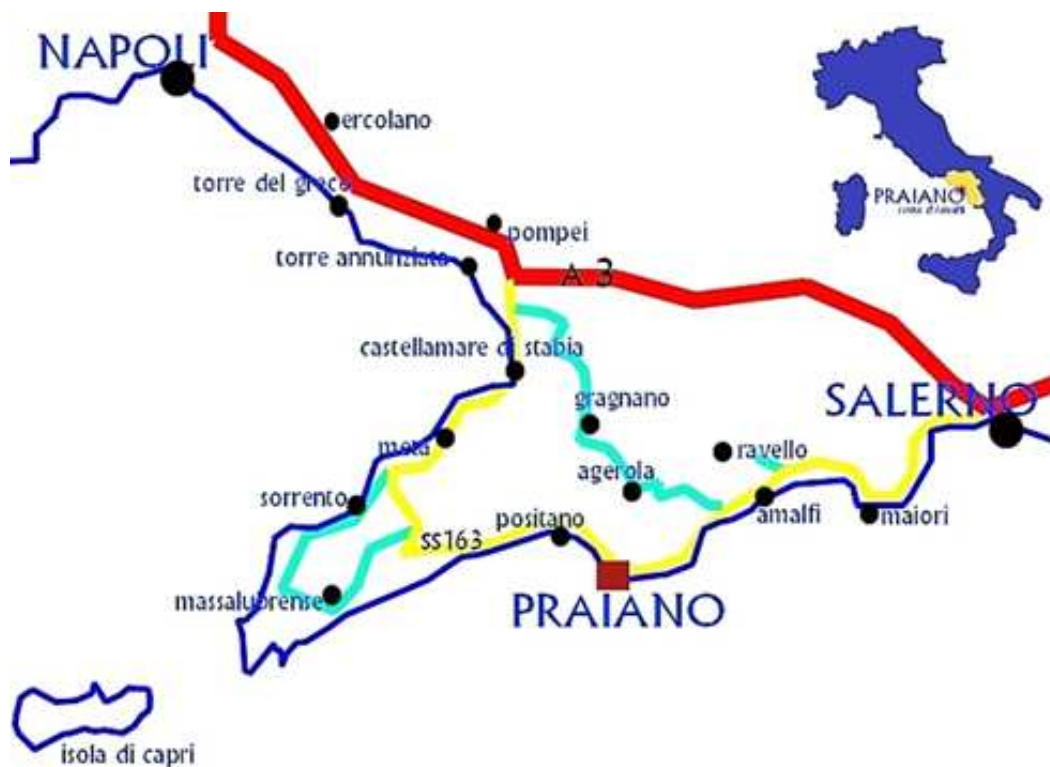 NAPOLI
ercolano
torre del greco
PRAIANO
pompei
torre annunziata
A 3
castellamare di stabia
SALERNO
gragnano
meta
ravello
agerola
sorrento
positano
amalfi
maiori
SS163
massalubrense
PRAIANO
isola di capri